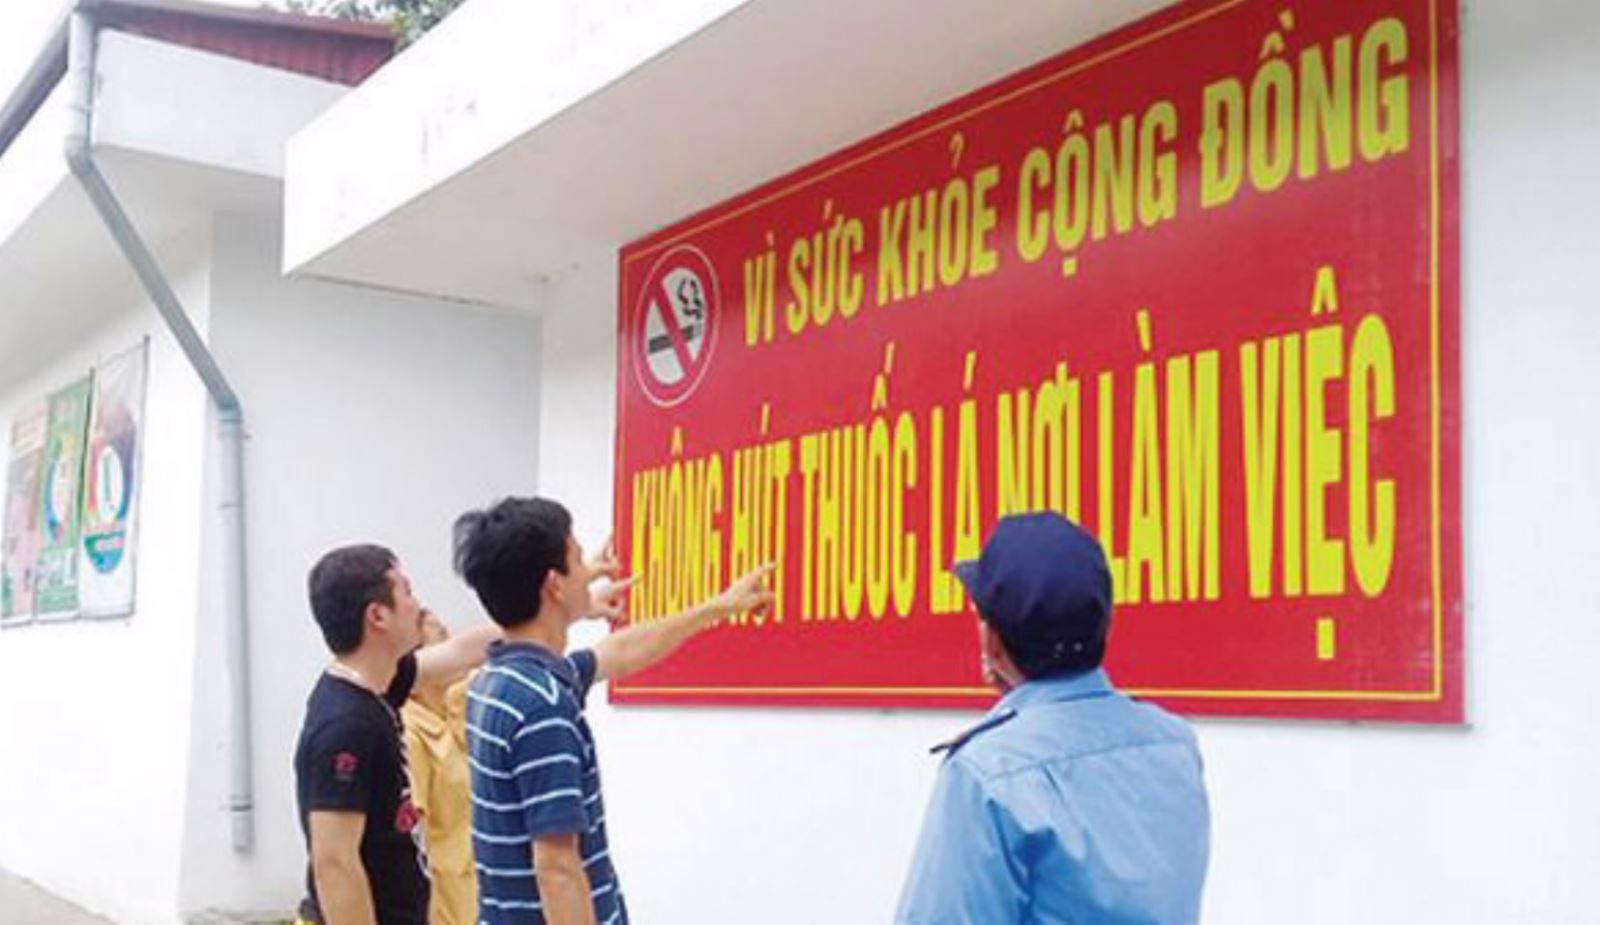 VÌ SỨC KHỎE CỘNG ĐỒNG
KHÔNG HÚT THUỐC LÁ NƠI LÀM VIỆC